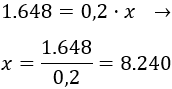 1.648 = 0,2 · x →
x = 1.648 / 0,2 = 8.240